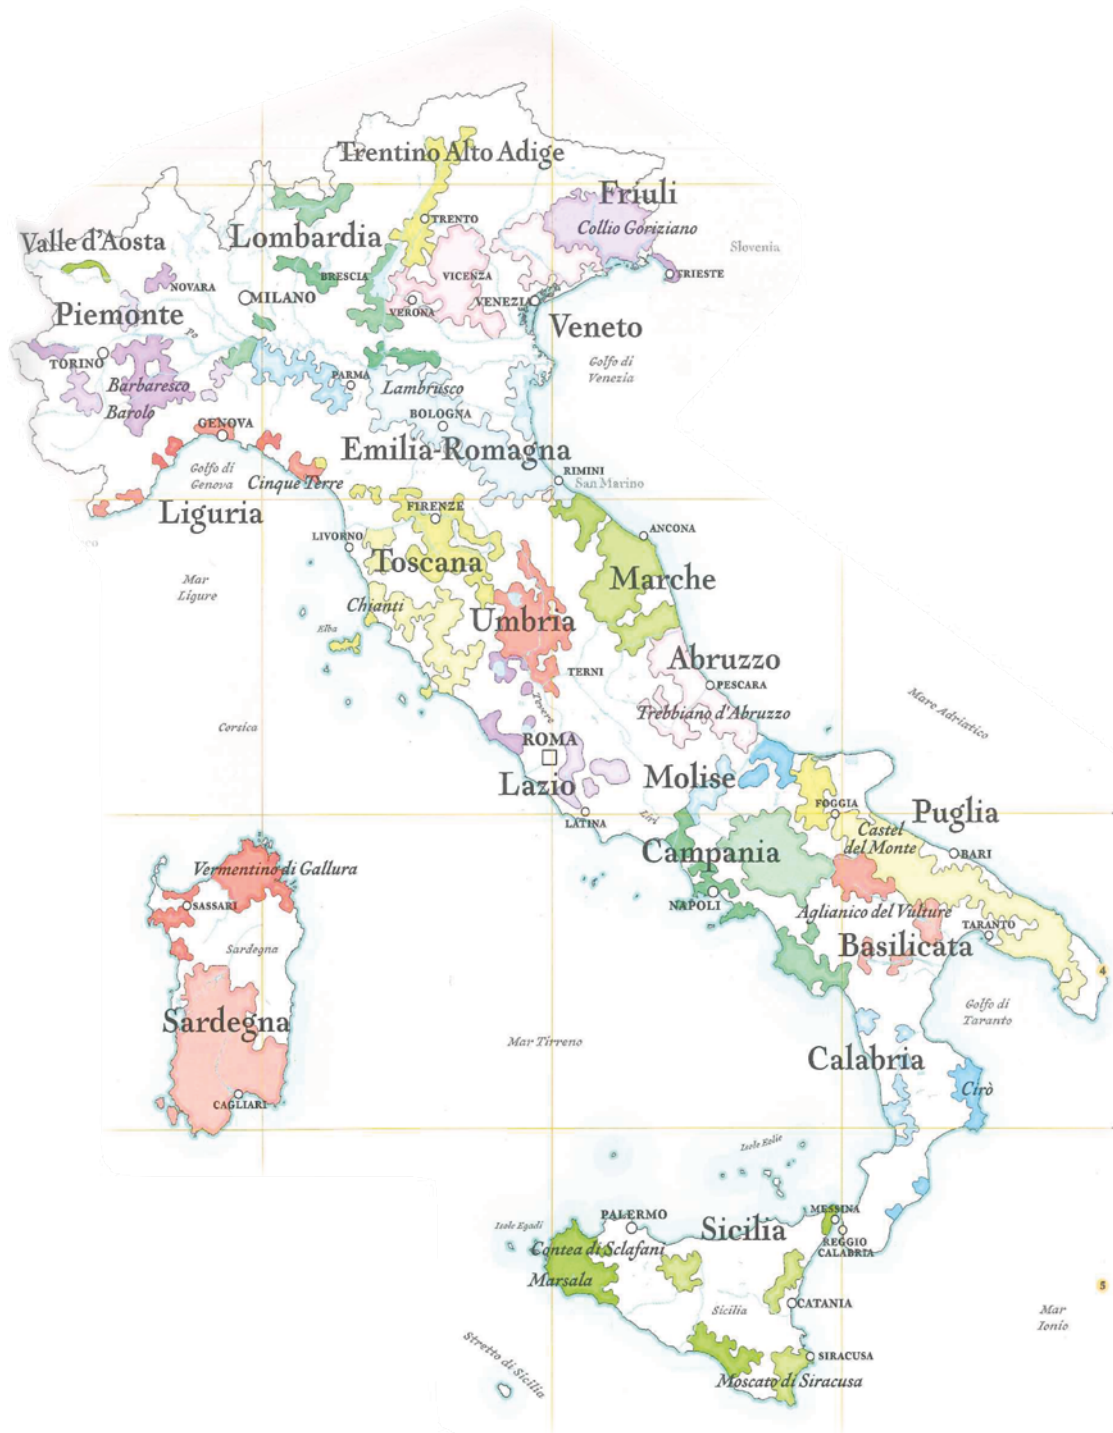 Trentino Alto Adige
Friuli
TRENTO
Collio Goriziano
Valle d'Aosta
Lombardia
Slovenia
BRESCIA
VICENZA
TRIESTE
NOVARA
MILANO
VENEZIA
VERONA
Piemonte
Po
Veneto
TORINO
Golfo di
Venezia
PARMA
Barbaresco
Lambrusco
Barolo
BOLOGNA
GENOVA
Emilia-Romagna
Golfo di
Genova
RIMINI
Cinque Terre
San Marino
FIRENZE
Liguria
ANCONA
LIVORNO
Toscana
Mar
Ligure
Marche
Chianti
Umbria
Elba
Abruzzo
TERNI
PESCARA
Tevere
Trebbiano d'Abruzzo
Mare Adriatico
Corsica
ROMA
Molise
Lazio
FOGGIA
Puglia
LATINA
Liri
Castel
del Monte
Campania
BARI
Vermentino di Gallura
NAPOLI
SASSARI
Aglianico del Vulture
TARANTO
Sardegna
Basilicata
4
Golfo di
Taranto
Sardegna
Mar Tirreno
Calabria
Cirò
CAGLIARI
Isole Eolie
MESSINA
PALERMO
Isole Egadi
Sicilia
REGGIO
CALABRIA
Contea di Sclafani
Marsala
5
CATANIA
Sicilia
Mar
Ionio
SIRACUSA
Stretto di Sicilia
Moscato di Siracusa